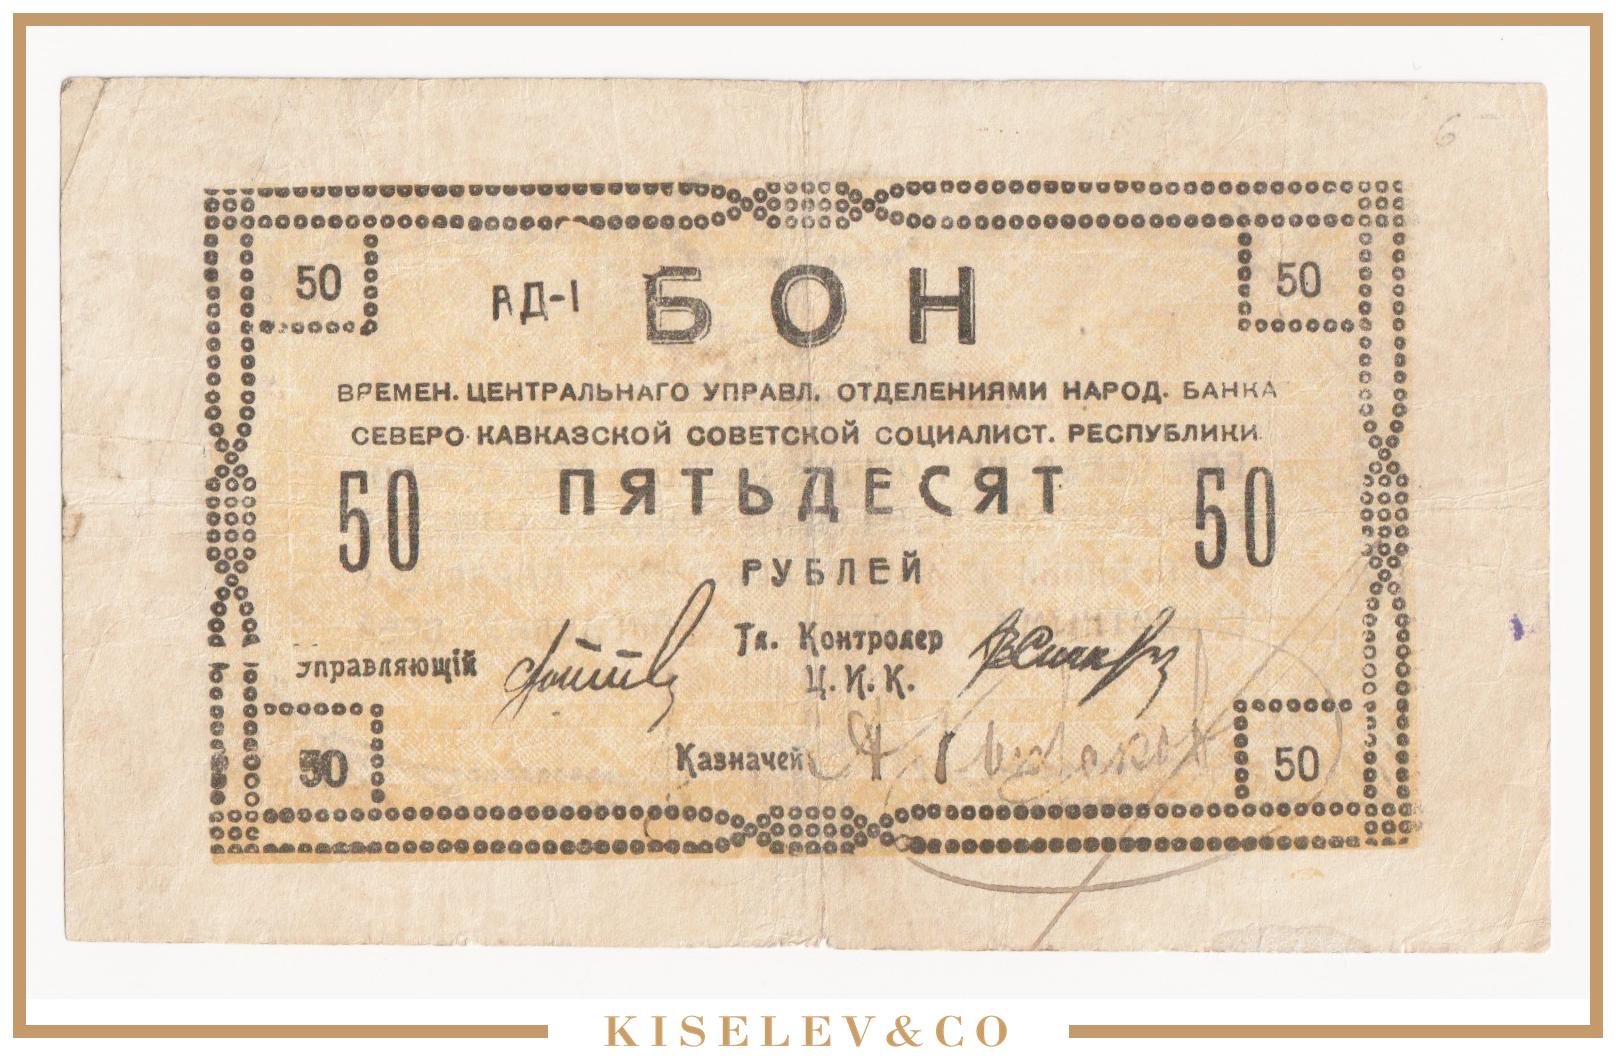 6
50 50
АД-I БОН
ВРЕМЕН. ЦЕНТРАЛЬНАГО УПРАВЛ. ОТДЕЛЕНИЯМИ НАРОД. БАНКА
СЕВЕРО-КАВКАЗСКОЙ СОВЕТСКОЙ СОЦИАЛИСТ. РЕСПУБЛИКИ.
50 ПЯТЬДЕСЯТ 50
РУБЛЕЙ
Управляющій
Гл. Контролер
Ц. И. К.
Казначей
50 50
KISELEV&CO